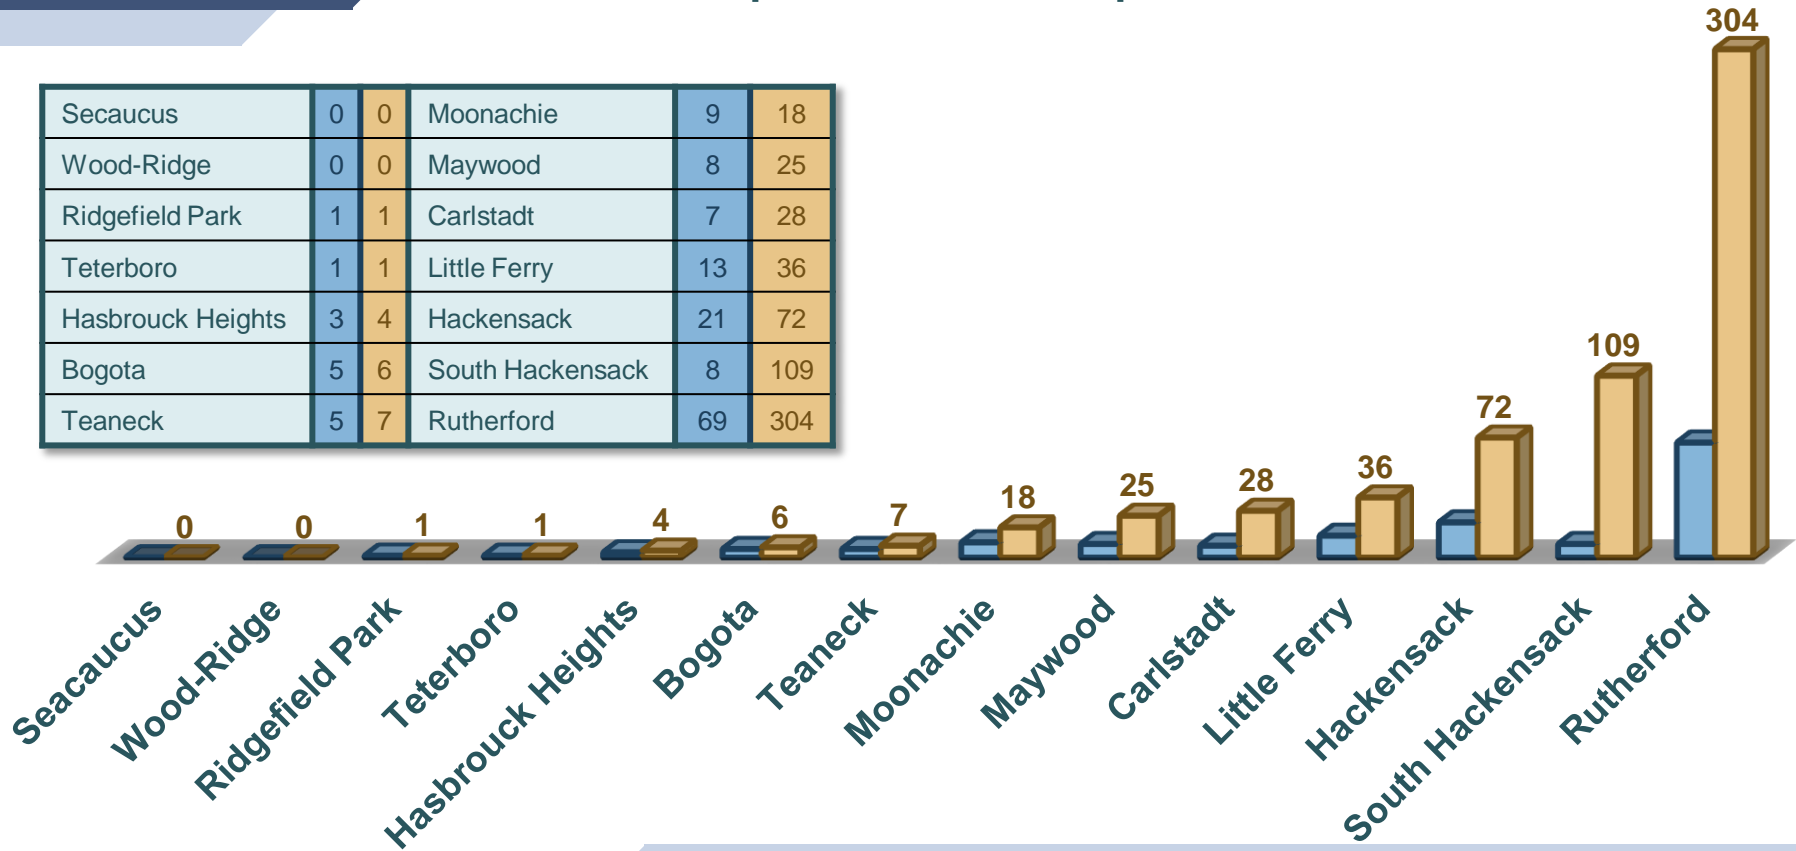 304
Secaucus 0 0 Moonachie 9 18
Wood-Ridge 0 0 Maywood 8 25
Ridgefield Park 1 1 Carlstadt 7 28
Teterboro 1 1 Little Ferry 13 36
Hasbrouck Heights 3 4 Hackensack 21 72
Bogota 5 6 South Hackensack 8 109
Teaneck 5 7 Rutherford 69 304
109
72
36
28
25
18
7
6
4
1
1
0
0
Seacaucus
Wood-Ridge
Ridgefield Park
Teterboro
Hasbrouck Heights
Bogota
Teaneck
Moonachie
Maywood
Carlstadt
Little Ferry
Hackensack
South Hackensack
Rutherford